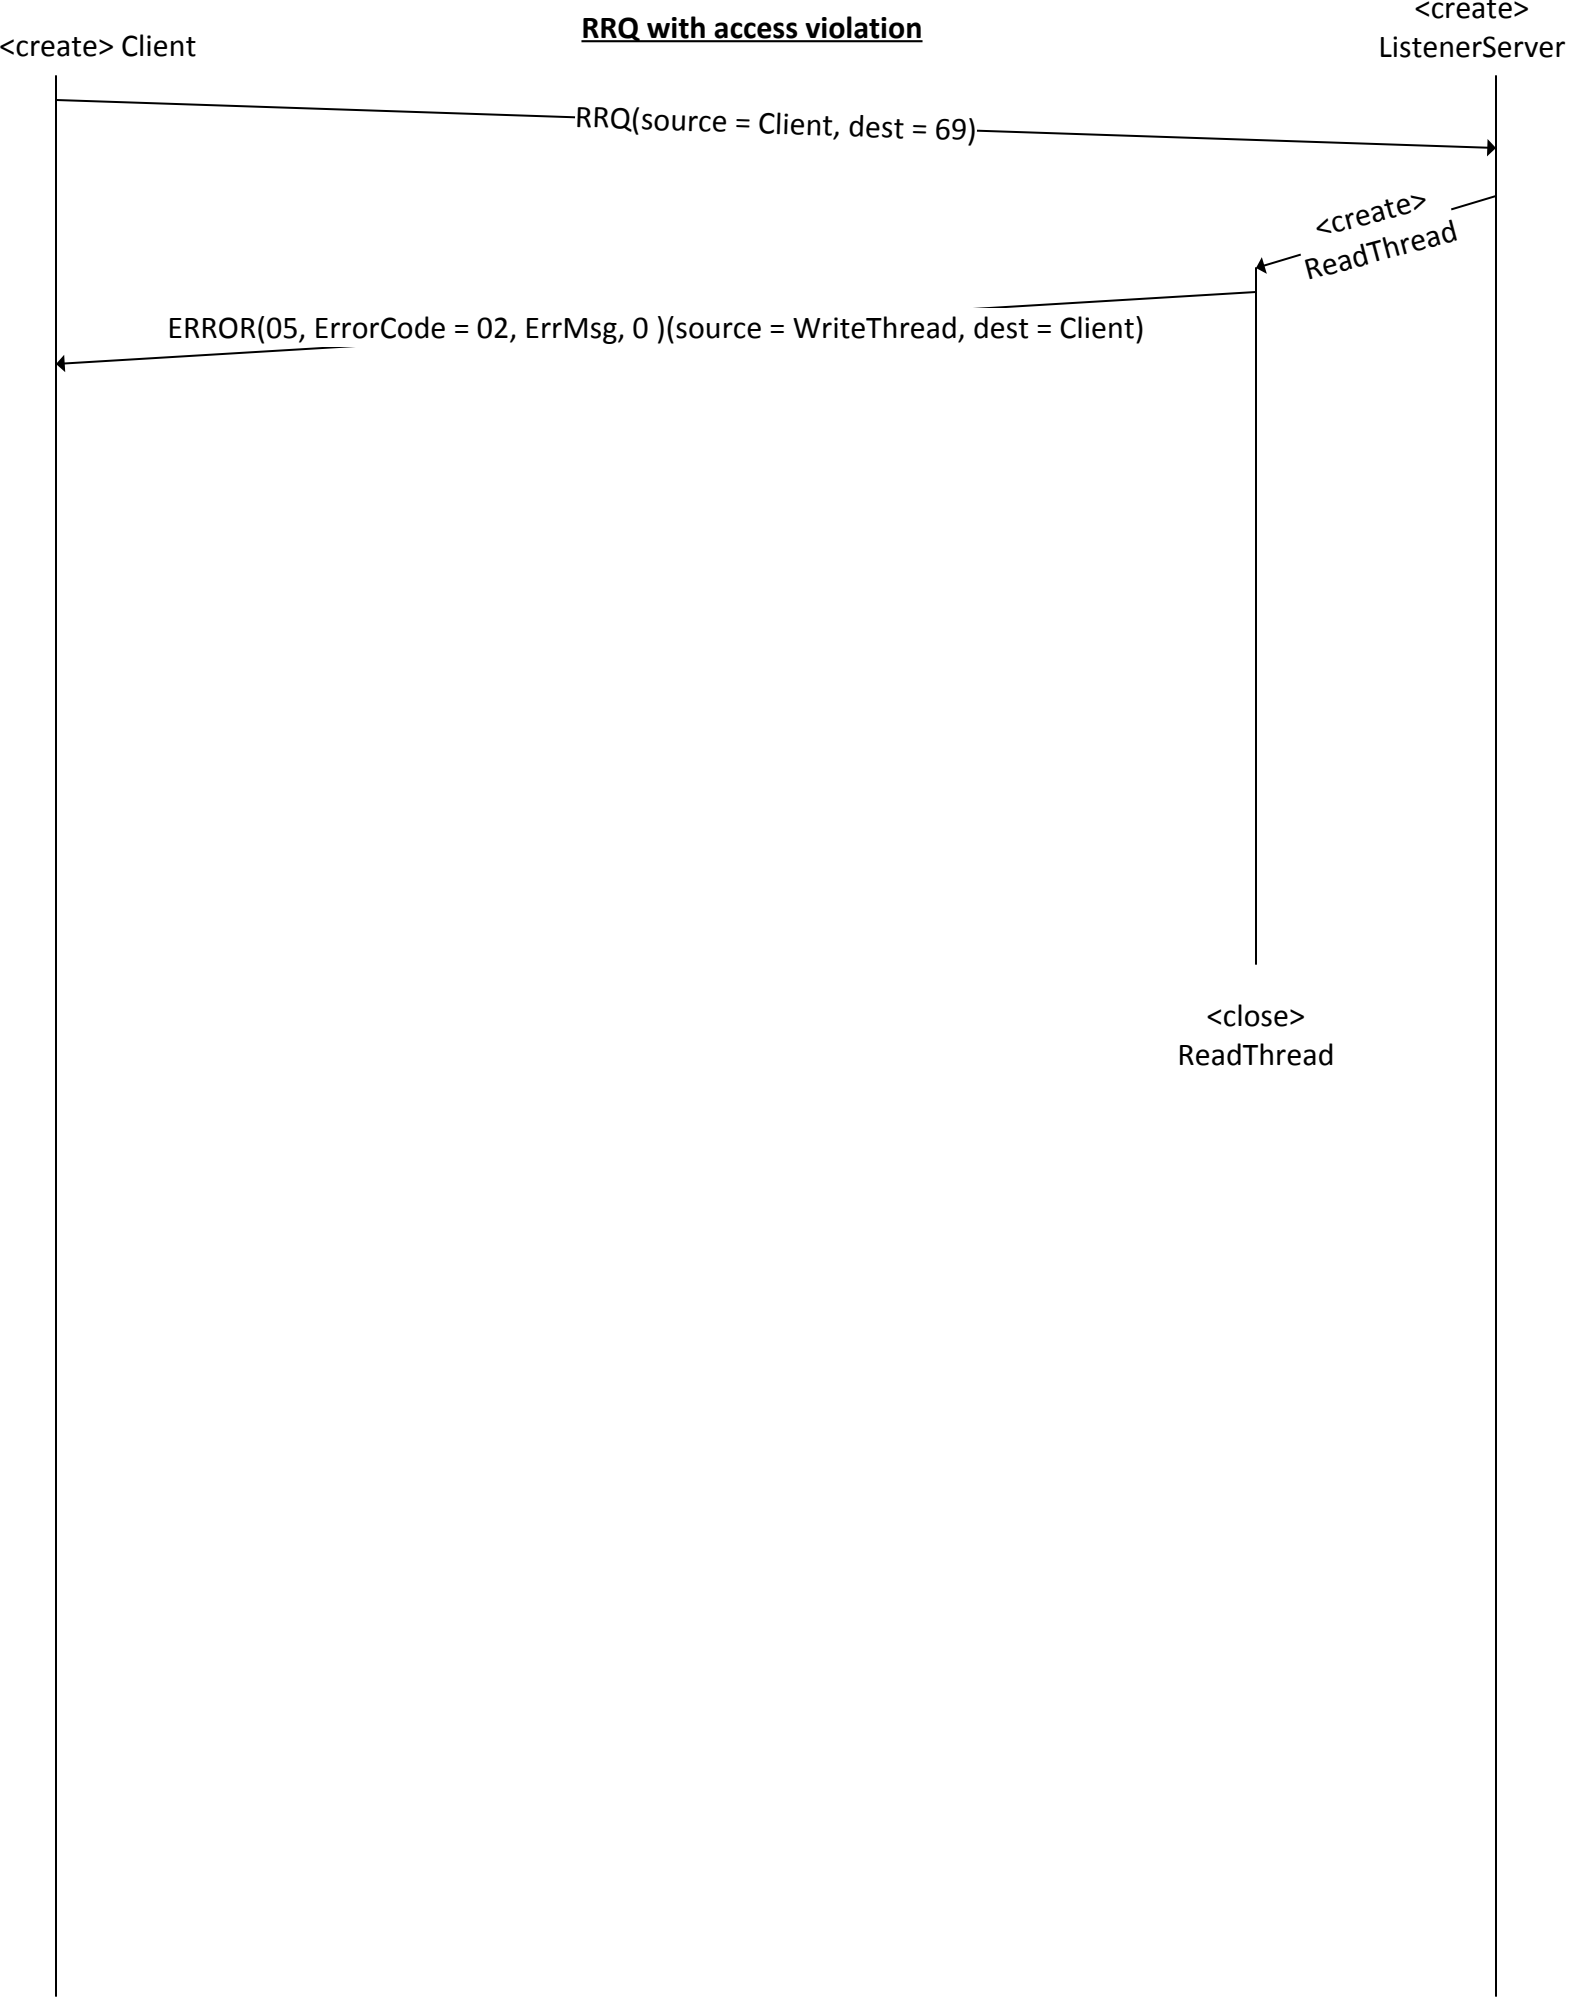 RRQ with access violation
<create> Client
<create>
ListenerServer
RRQ(source = Client, dest = 69)
<create>
ReadThread
ERROR(05, ErrorCode = 02, ErrMsg, 0 )(source = WriteThread, dest = Client)
<close>
ReadThread